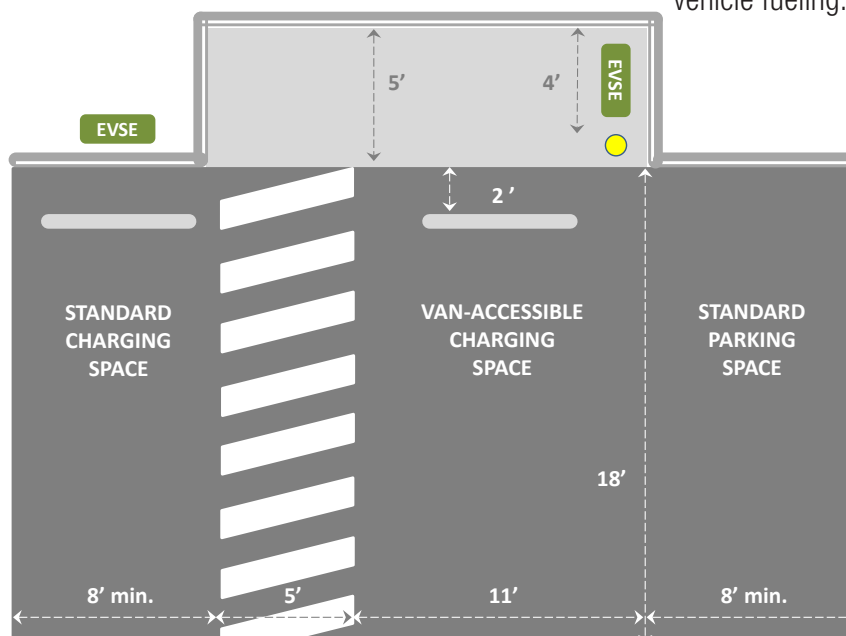 vehicle fueling.
5’
4’
EVSE
EVSE
2 ’
STANDARD
CHARGING
SPACE
VAN-ACCESSIBLE
CHARGING
SPACE
STANDARD
PARKING
SPACE
18’
8’ min.
5’
11’
8’ min.